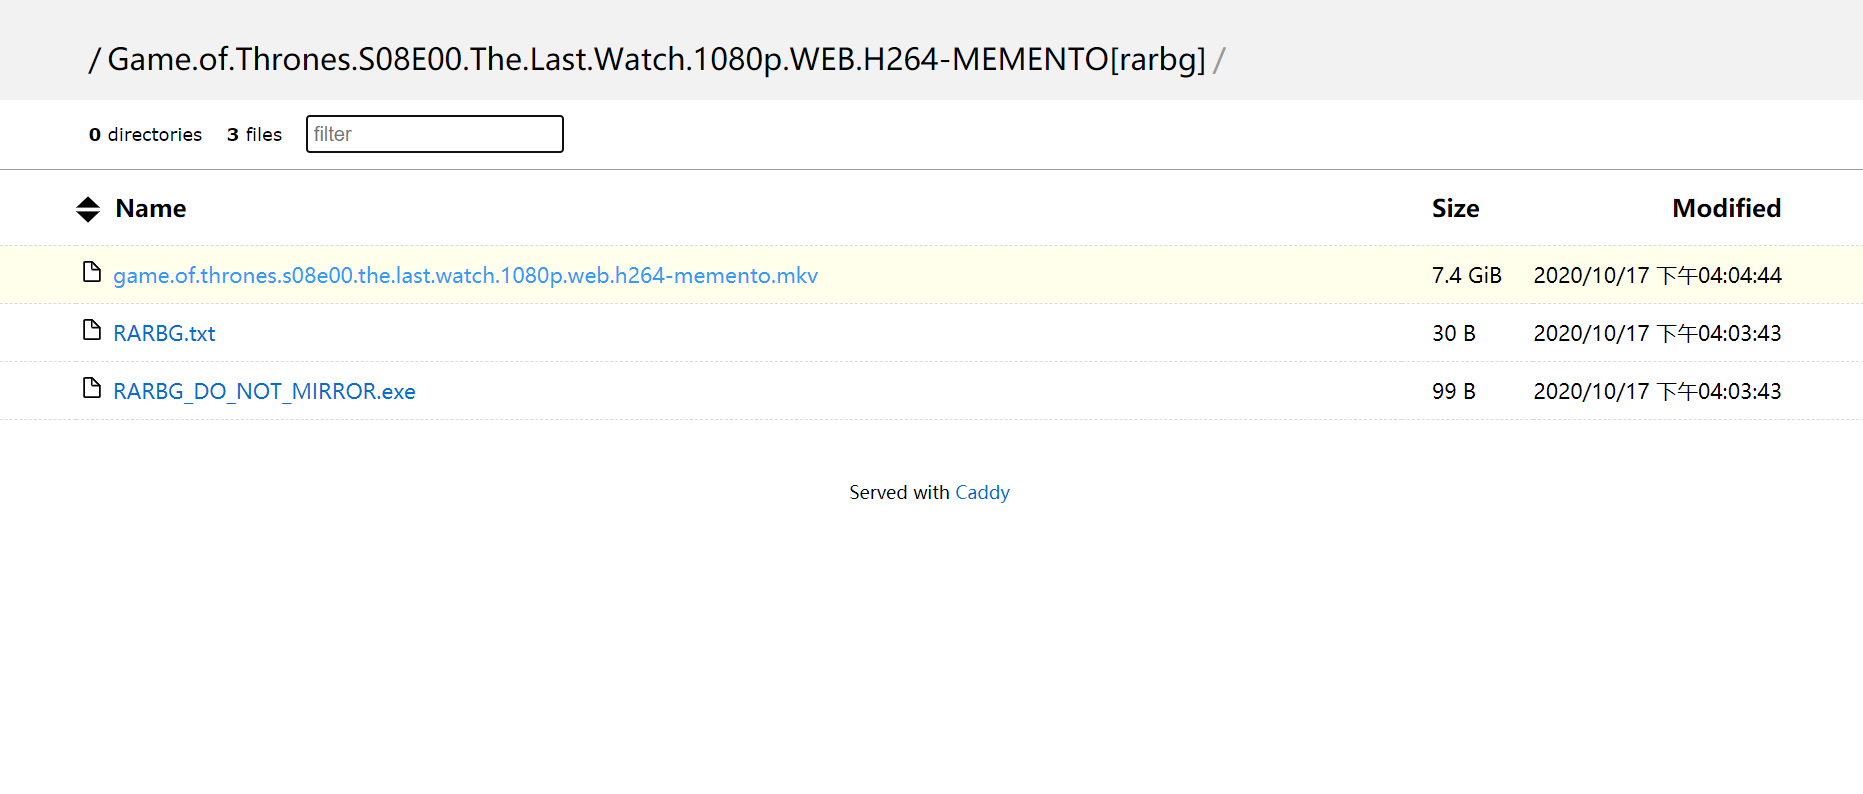 / Game.of.Thrones.S08E00.The.Last.Watch.1080p.WEB.H264-MEMENTO[rarbg] /
0 directories 3 files filter
Name Size Modified
game.of.thrones.s08e00.the.last.watch.1080p.web.h264-memento.mkv 7.4 GiB 2020/10/17 下午04:04:44
RARBG.txt 30 B 2020/10/17 下午04:03:43
RARBG_DO_NOT_MIRROR.exe 99 B 2020/10/17 下午04:03:43
Served with Caddy